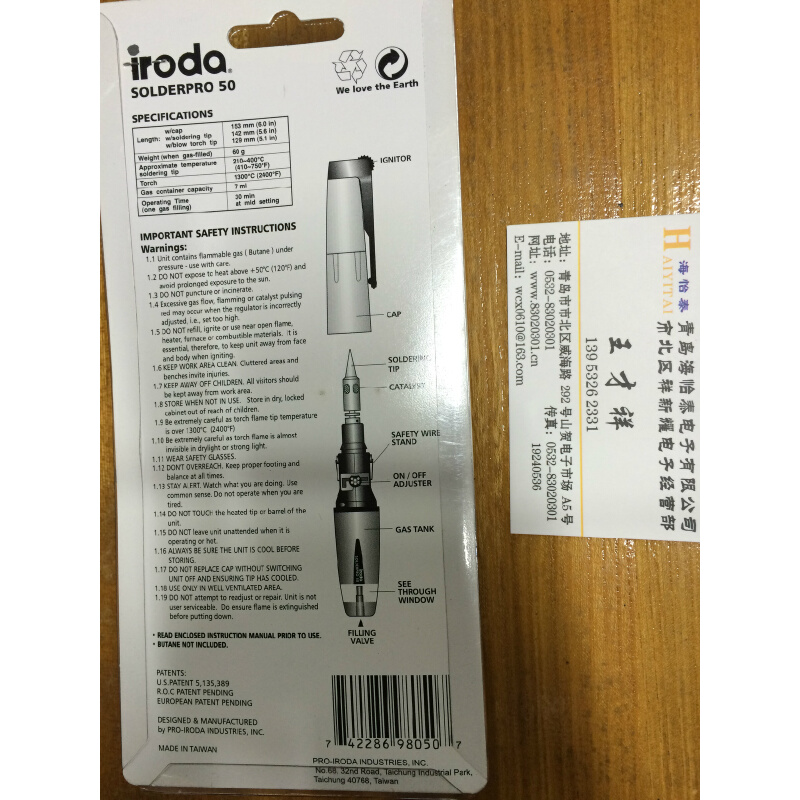 iroda®
SOLDERPRO 50
We love the Earth
SPECIFICATIONS
Length: w/cap 153 mm (6.0 in)
w/soldering tip 142 mm (5.6 in)
w/blow torch tip 129 mm (5.1 in)
Weight (when gas-filled) 60 g
Approximate temperature soldering tip 210-400°C (410-750°F)
Torch 1300°C (2400°F)
Gas container capacity 7 ml
Operating Time (one gas filling) 30 min at mid setting
IMPORTANT SAFETY INSTRUCTIONS
Warnings:
1.1 Unit contains flammable gas ( Butane ) under
pressure - use with care.
1.2 DO NOT expose to heat above +50°C (120°F) and
avoid prolonged exposure to the sun.
1.3 DO NOT puncture or incinerate.
1.4 Excessive gas flow, flamming or catalyst pulsing
red may occur when the regulator is incorrectly
adjusted, i.e., set too high.
1.5 DO NOT refill, ignite or use near open flame,
heater, furnace or combustible materials. It is
essential, therefore, to keep unit away from face
and body when igniting.
1.6 KEEP WORK AREA CLEAN. Cluttered areas and
benches invite injuries.
1.7 KEEP AWAY OFF CHILDREN. All visitors should
be kept away from work area.
1.8 STORE WHEN NOT IN USE. Store in dry, locked
cabinet out of reach of children.
1.9 Be extremely careful as torch flame tip temperature
is over 1300°C (2400°F)
1.10 Be extremely careful as torch flame is almost
invisible in drylight or strong light.
1.11 WEAR SAFETY GLASSES.
1.12 DON'T OVERREACH. Keep proper footing and
balance at all times.
1.13 STAY ALERT. Watch what you are doing. Use
common sense. Do not operate when you are
tired.
1.14 DO NOT TOUCH the heated tip or barrel of the
unit.
1.15 DO NOT leave unit unattended when it is
operating or hot.
1.16 ALWAYS BE SURE THE UNIT IS COOL BEFORE
STORING.
1.17 DO NOT REPLACE CAP WITHOUT SWITCHING
UNIT OFF AND ENSURING TIP HAS COOLED.
1.18 USE ONLY IN WELL VENTILATED AREA.
1.19 DO NOT attempt to readjust or repair. Unit is not
user serviceable. Do ensure flame is extinguished
before putting down.
• READ ENCLOSED INSTRUCTION MANUAL PRIOR TO USE.
• BUTANE NOT INCLUDED.
PATENTS:
U.S.PATENT 5,135,389
R.O.C PATENT PENDING
EUROPEAN PATENT PENDING
DESIGNED & MANUFACTURED
by PRO-IRODA INDUSTRIES, INC.
MADE IN TAIWAN
IGNITOR
CAP
SOLDERING
TIP
CATALYST
SAFETY WIRE
STAND
ON / OFF
ADJUSTER
GAS TANK
SEE
THROUGH
WINDOW
FILLING
VALVE
7 42286 98050 7
PRO-IRODA INDUSTRIES, INC.
No.68, 32nd Road, Taichung Industrial Park,
Taichung 40768, Taiwan
H 海怡泰
AIYITAI
青岛海怡泰电子有限公司
市北区祥新耀电子经营部
王才祥
139 5326 2331
地址：青岛市市北区威海路 292 号山贺电子市场 A5 号
电话：0532-83020301 传真：0532-83020301
网址：www.83020301.cn 19240536
E-mail：wcx0610@163.com